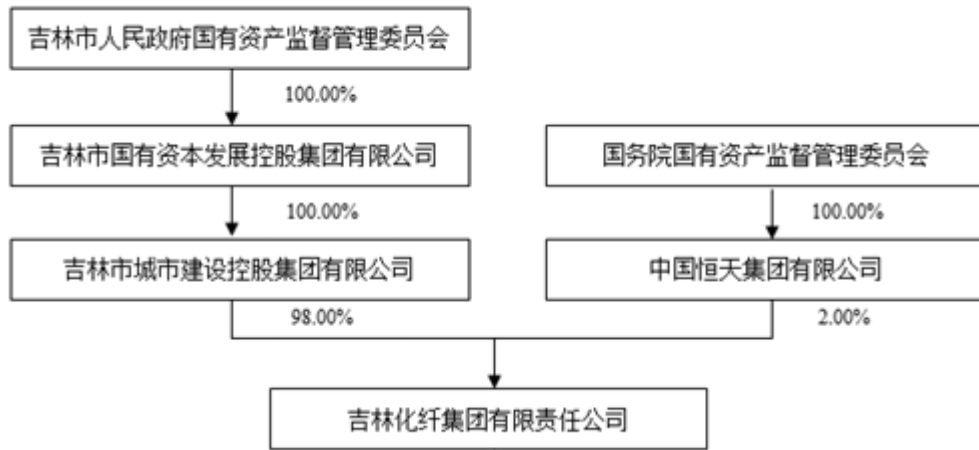 吉林市人民政府国有资产监督管理委员会
100.00%
吉林市国有资本发展控股集团有限公司
国务院国有资产监督管理委员会
100.00%
100.00%
吉林市城市建设控股集团有限公司
中国恒天集团有限公司
98.00%
2.00%
吉林化纤集团有限责任公司